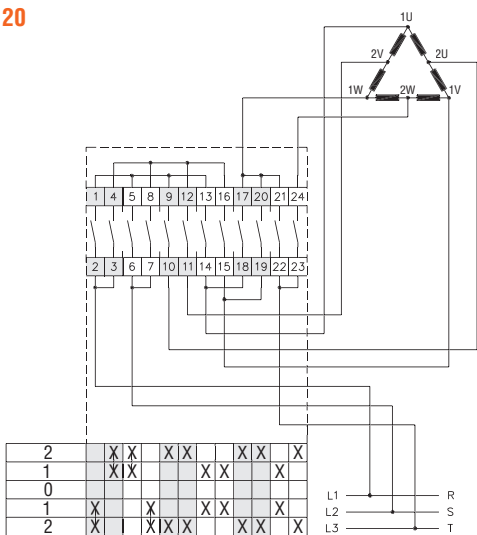 20
1U
2V 2U
1W 2W 1V
1 4 5 8 9 12 13 16 17 20 21 24
2 3 6 7 10 11 14 15 18 19 22 23
2 X X X X X X X
1 X X X X X
0
1 X X X X X
2 X X X X X X X
L1 R
L2 S
L3 T